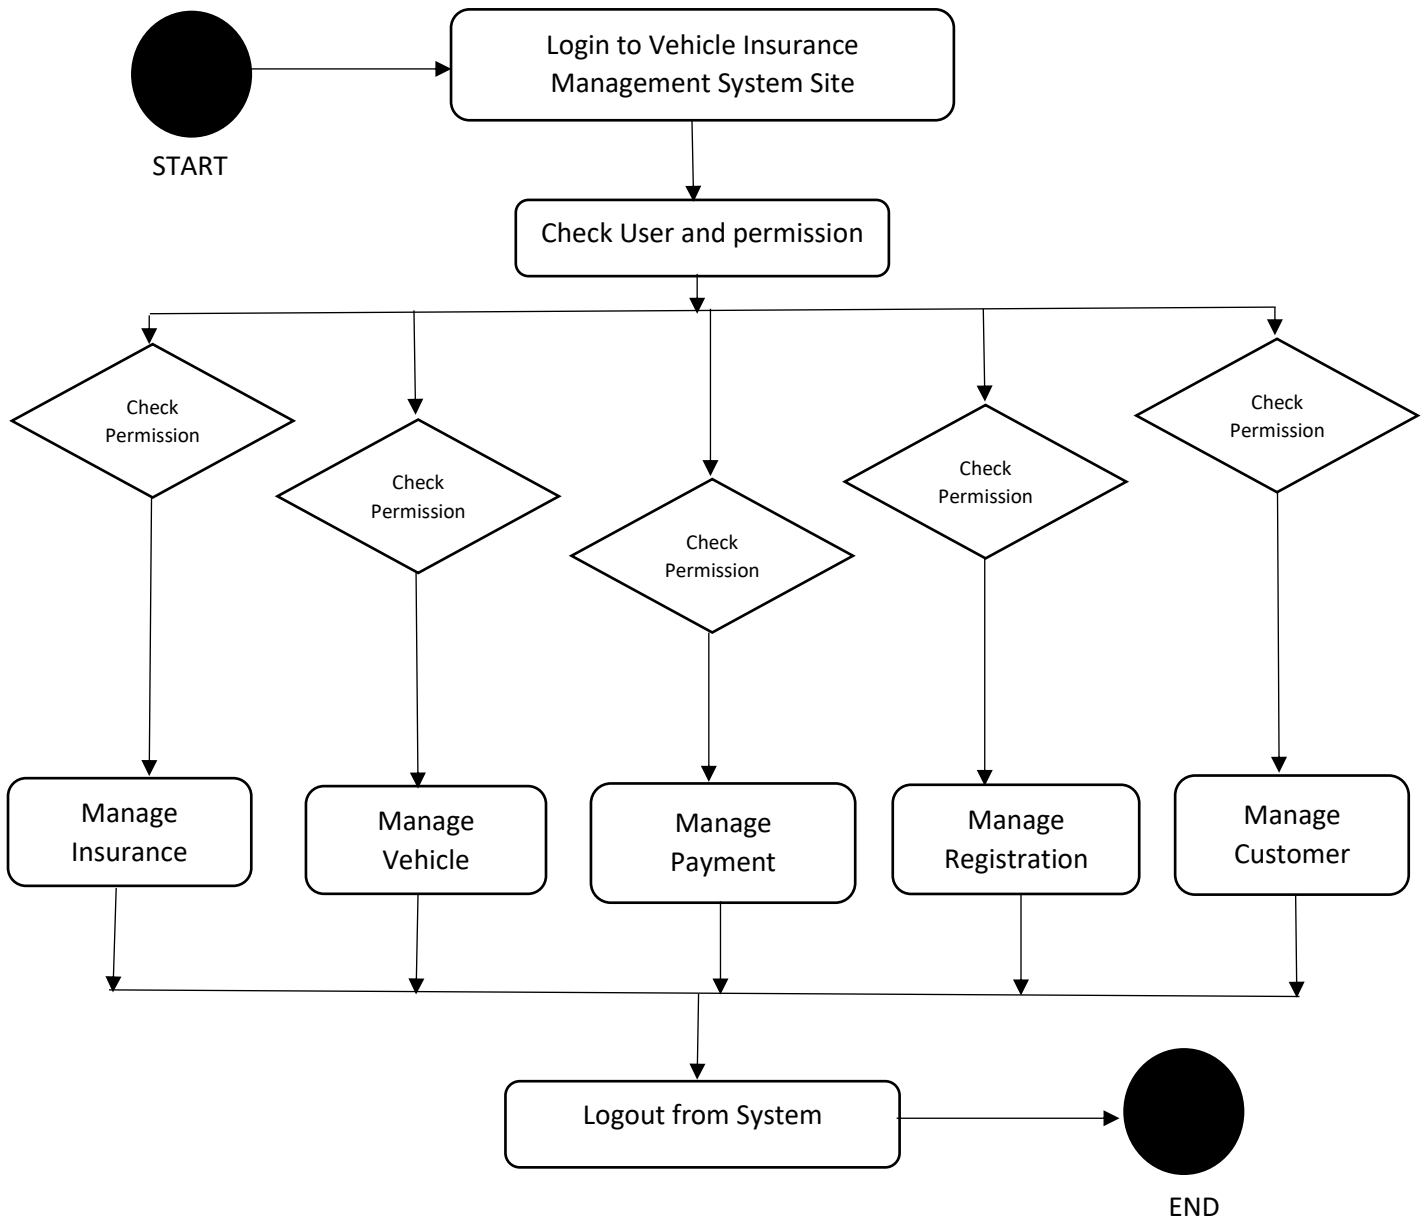 Login to Vehicle Insurance
Management System Site
START
Check User and permission
Check
Permission
Check
Permission
Check
Permission
Check
Permission
Check
Permission
Manage
Insurance
Manage
Vehicle
Manage
Payment
Manage
Registration
Manage
Customer
Logout from System
END